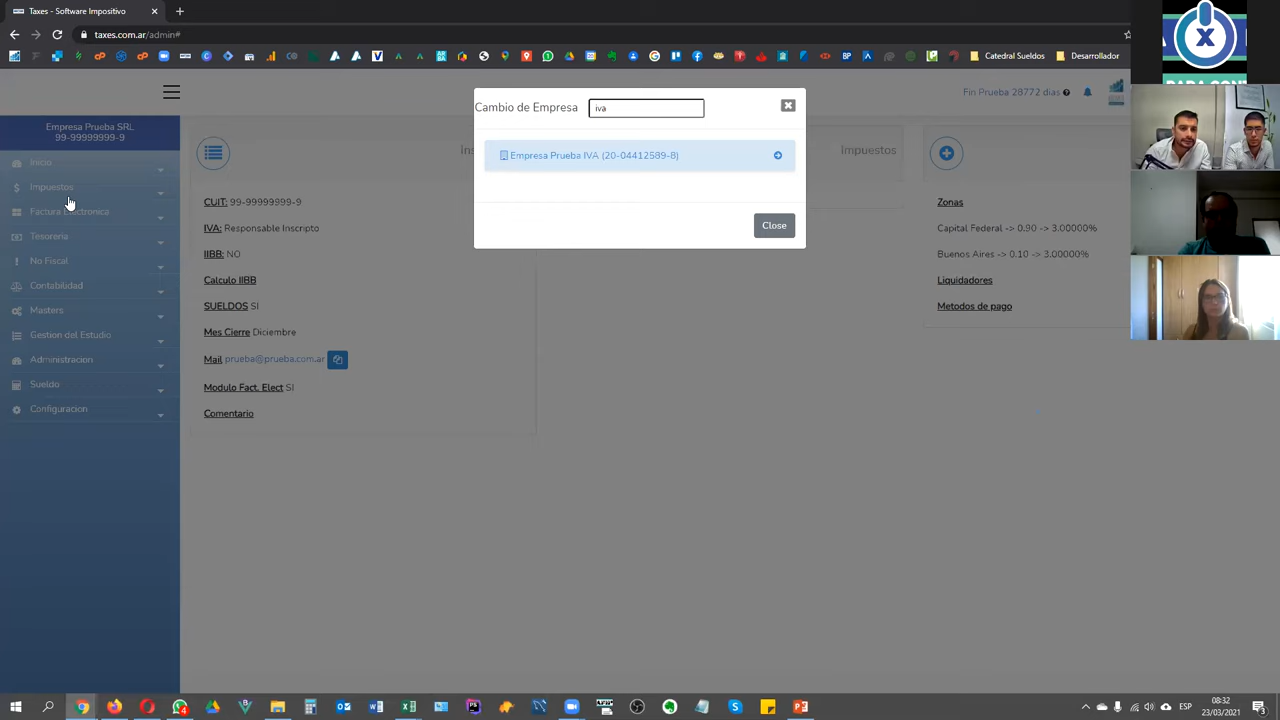 Taxes
taxes.com.ar/admin#
Catedral Sueldos
Desarrollador
X
PARA CONT
Fin Prueba 28772 dias
Empresa Prueba SRL
99-99999999-9
Inicio
Impuestos
Factura Electronica
Tesoreria
No Fiscal
Contabilidad
Masters
Gestion del Estudio
Administracion
Sueldo
Configuracion
Cambio de Empresa
iva
Empresa Prueba IVA (20-04412589-8)
Close
CUIT: 99-99999999-9
IVA: Responsable Inscripto
IIBB: NO
Calculo IIBB
SUELDOS SI
Mes Cierre Diciembre
Mail prueba@prueba.com.ar
Modulo Fact. Elect SI
Comentario
Impuestos
Zonas
Capital Federal -> 0.90 -> 3.00000%
Buenos Aires -> 0.10 -> 3.00000%
Liquidadores
Metodos de pago
ESP
08:32
23/03/2021